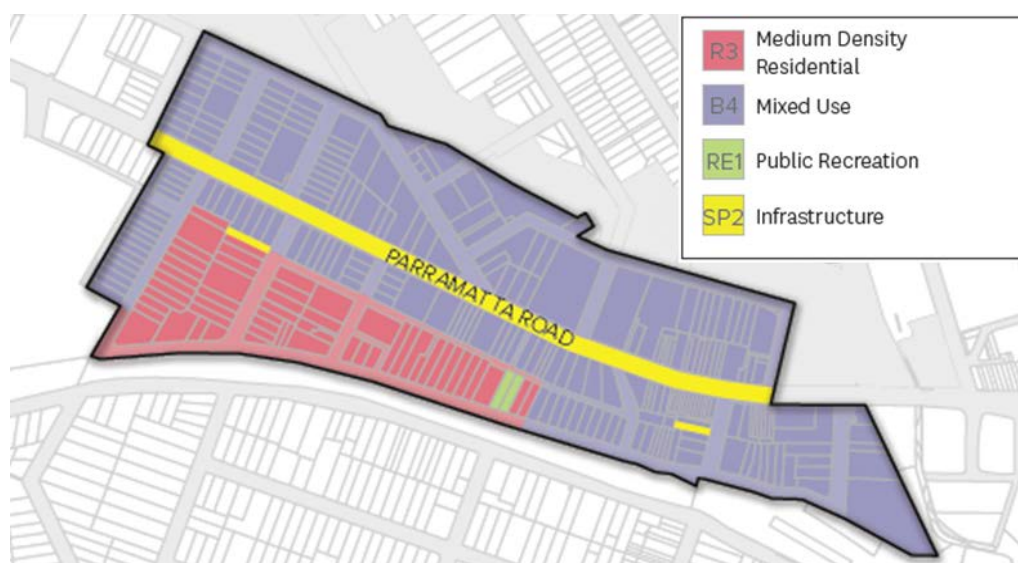 R3 Medium Density
Residential
B4 Mixed Use
RE1 Public Recreation
SP2 Infrastructure
PARRAMATTA ROAD